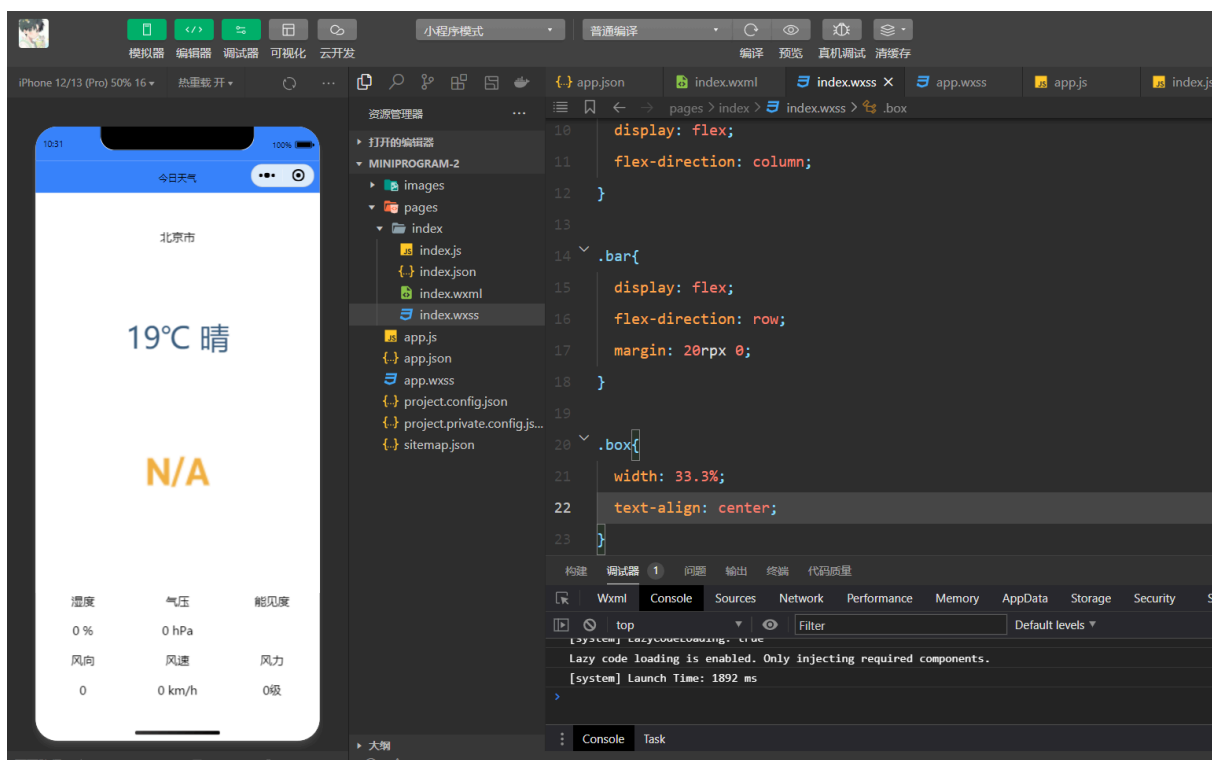 小程序模式
普通编译
模拟器 编辑器 调试器 可视化 云开发
编译 预览 真机调试 清缓存
iPhone 12/13 (Pro) 50% 16
热重载 开
10:31
100%
今日天气
北京市
19℃ 晴
N/A
湿度 气压 能见度
0 % 0 hPa
风向 风速 风力
0 0 km/h 0级
资源管理器
打开的编辑器
MINIPROGRAM-2
images
pages
index
index.js
index.json
index.wxml
index.wxss
app.js
app.json
app.wxss
project.config.json
project.private.config.js...
sitemap.json
大纲
app.json index.wxml index.wxss app.wxss app.js index.js
pages > index > index.wxss > .box
10 display: flex;
11 flex-direction: column;
12 }
13
14 .bar{
15 display: flex;
16 flex-direction: row;
17 margin: 20rpx 0;
18 }
19
20 .box{
21 width: 33.3%;
22 text-align: center;
23 }
构建 调试器 1 问题 输出 终端 代码质量
Wxml Console Sources Network Performance Memory AppData Storage Security S
top Filter Default levels
[system] LazyCodeLoading: true
Lazy code loading is enabled. Only injecting required components.
[system] Launch Time: 1892 ms
Console Task